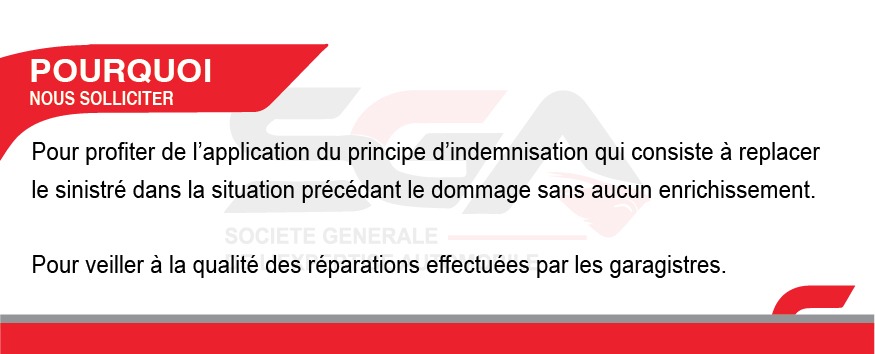 POURQUOI
NOUS SOLLICITER
SGA
Pour profiter de l’application du principe d’indemnisation qui consiste à replacer
le sinistré dans la situation précédant le dommage sans aucun enrichissement.
SOCIETE GENERALE
Pour veiller à la qualité des réparations effectuées par les garagistres.